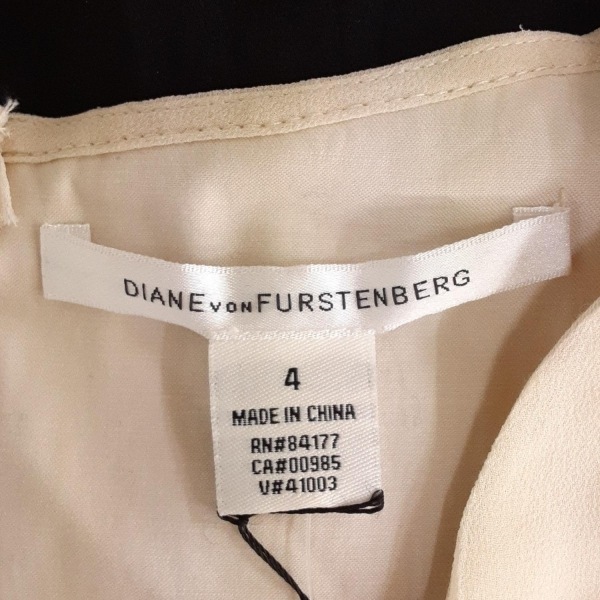 DIANE VON FURSTENBERG
4
MADE IN CHINA
RN#84177
CA#00985
V#41003